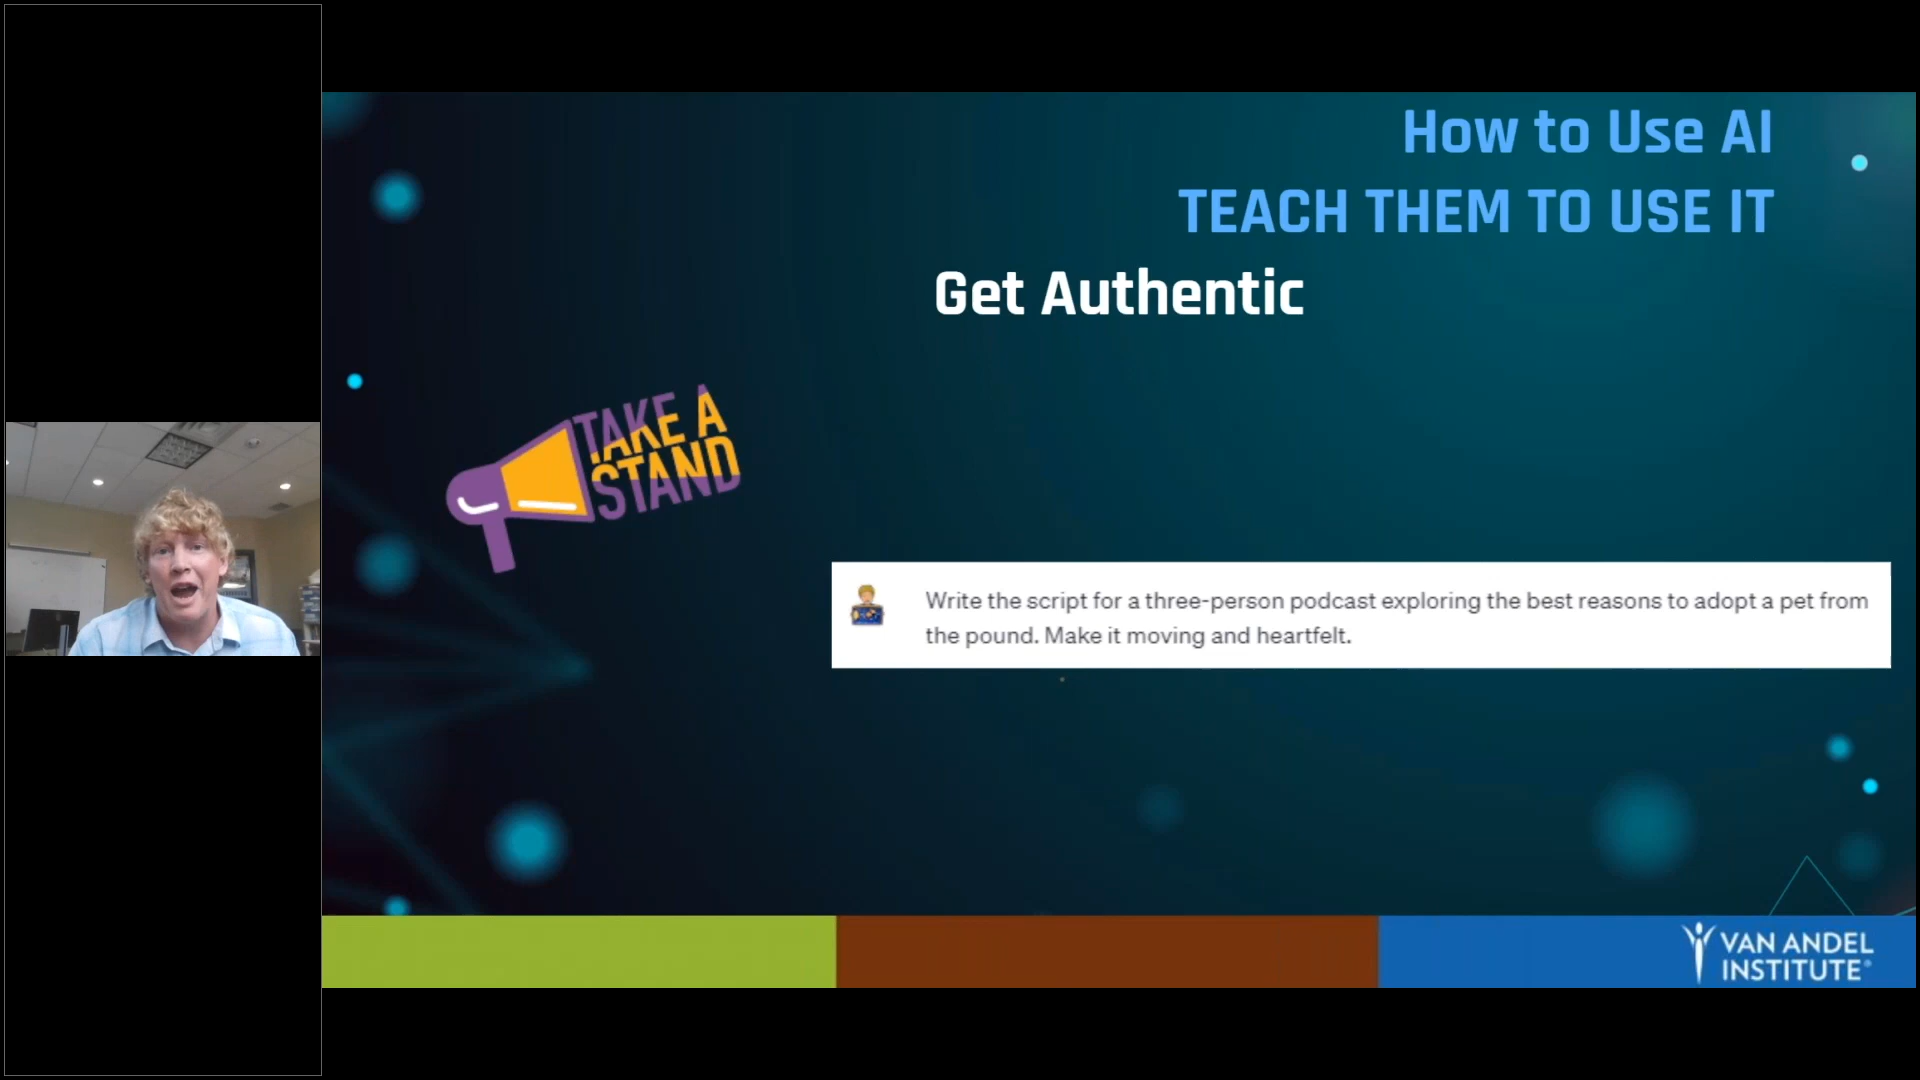 How to Use AI
TEACH THEM TO USE IT
Get Authentic
TAKE A
STAND
Write the script for a three-person podcast exploring the best reasons to adopt a pet from
the pound. Make it moving and heartfelt.
VAN ANDEL
INSTITUTE®